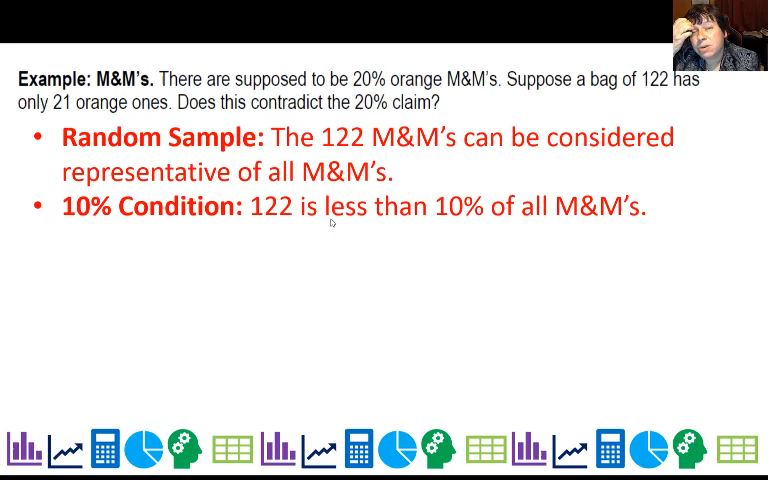 Example: M&M's. There are supposed to be 20% orange M&M's. Suppose a bag of 122 has
only 21 orange ones. Does this contradict the 20% claim?
• Random Sample: The 122 M&M's can be considered
representative of all M&M's.
• 10% Condition: 122 is less than 10% of all M&M's.